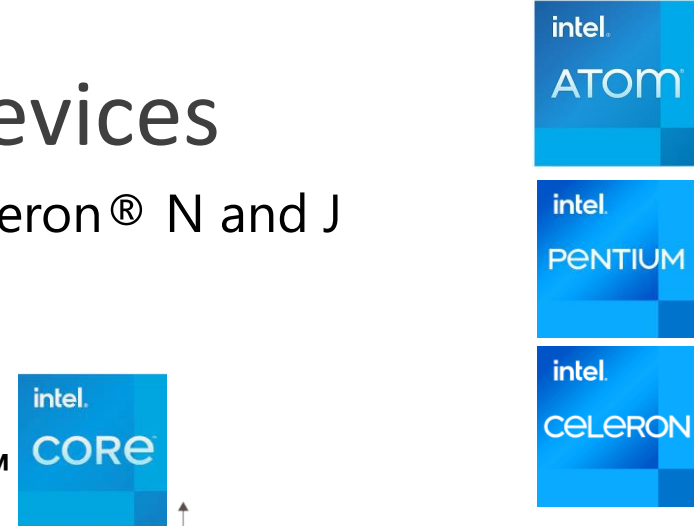 evices
eron® N and J
intel.
ATOM
intel.
PENTIUM
intel.
CELERON
M
intel.
CORE